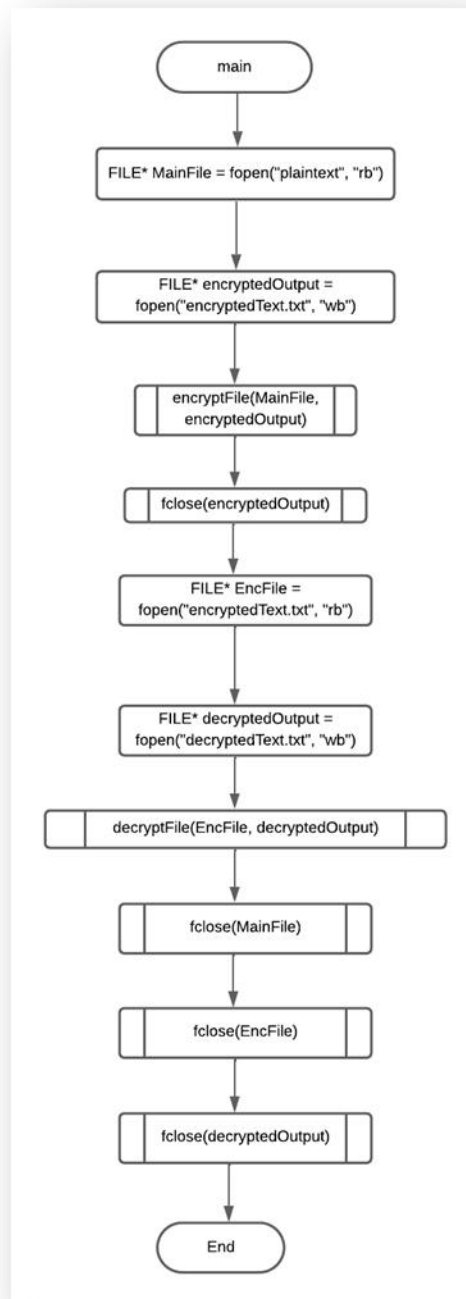 main
FILE* MainFile = fopen("plaintext", "rb")
FILE* encryptedOutput =
fopen("encryptedText.txt", "wb")
encryptFile(MainFile,
encryptedOutput)
fclose(encryptedOutput)
FILE* EncFile =
fopen("encryptedText.txt", "rb")
FILE* decryptedOutput =
fopen("decryptedText.txt", "wb")
decryptFile(EncFile, decryptedOutput)
fclose(MainFile)
fclose(EncFile)
fclose(decryptedOutput)
End